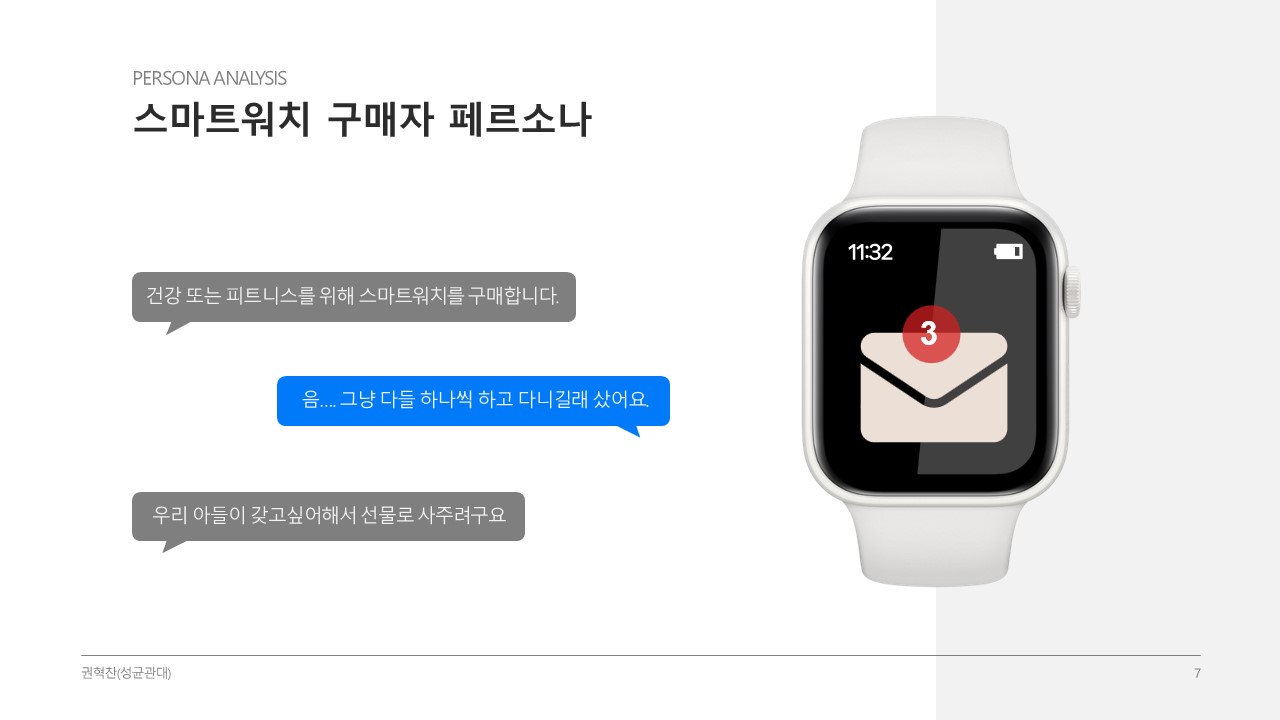 PERSONA ANALYSIS
스마트워치 구매자 페르소나
건강 또는 피트니스를 위해 스마트워치를 구매합니다.
음.... 그냥 다들 하나씩 하고 다니길래 샀어요.
우리 아들이 갖고싶어해서 선물로 사주려구요
11:32
3
권혁찬(성균관대)
7